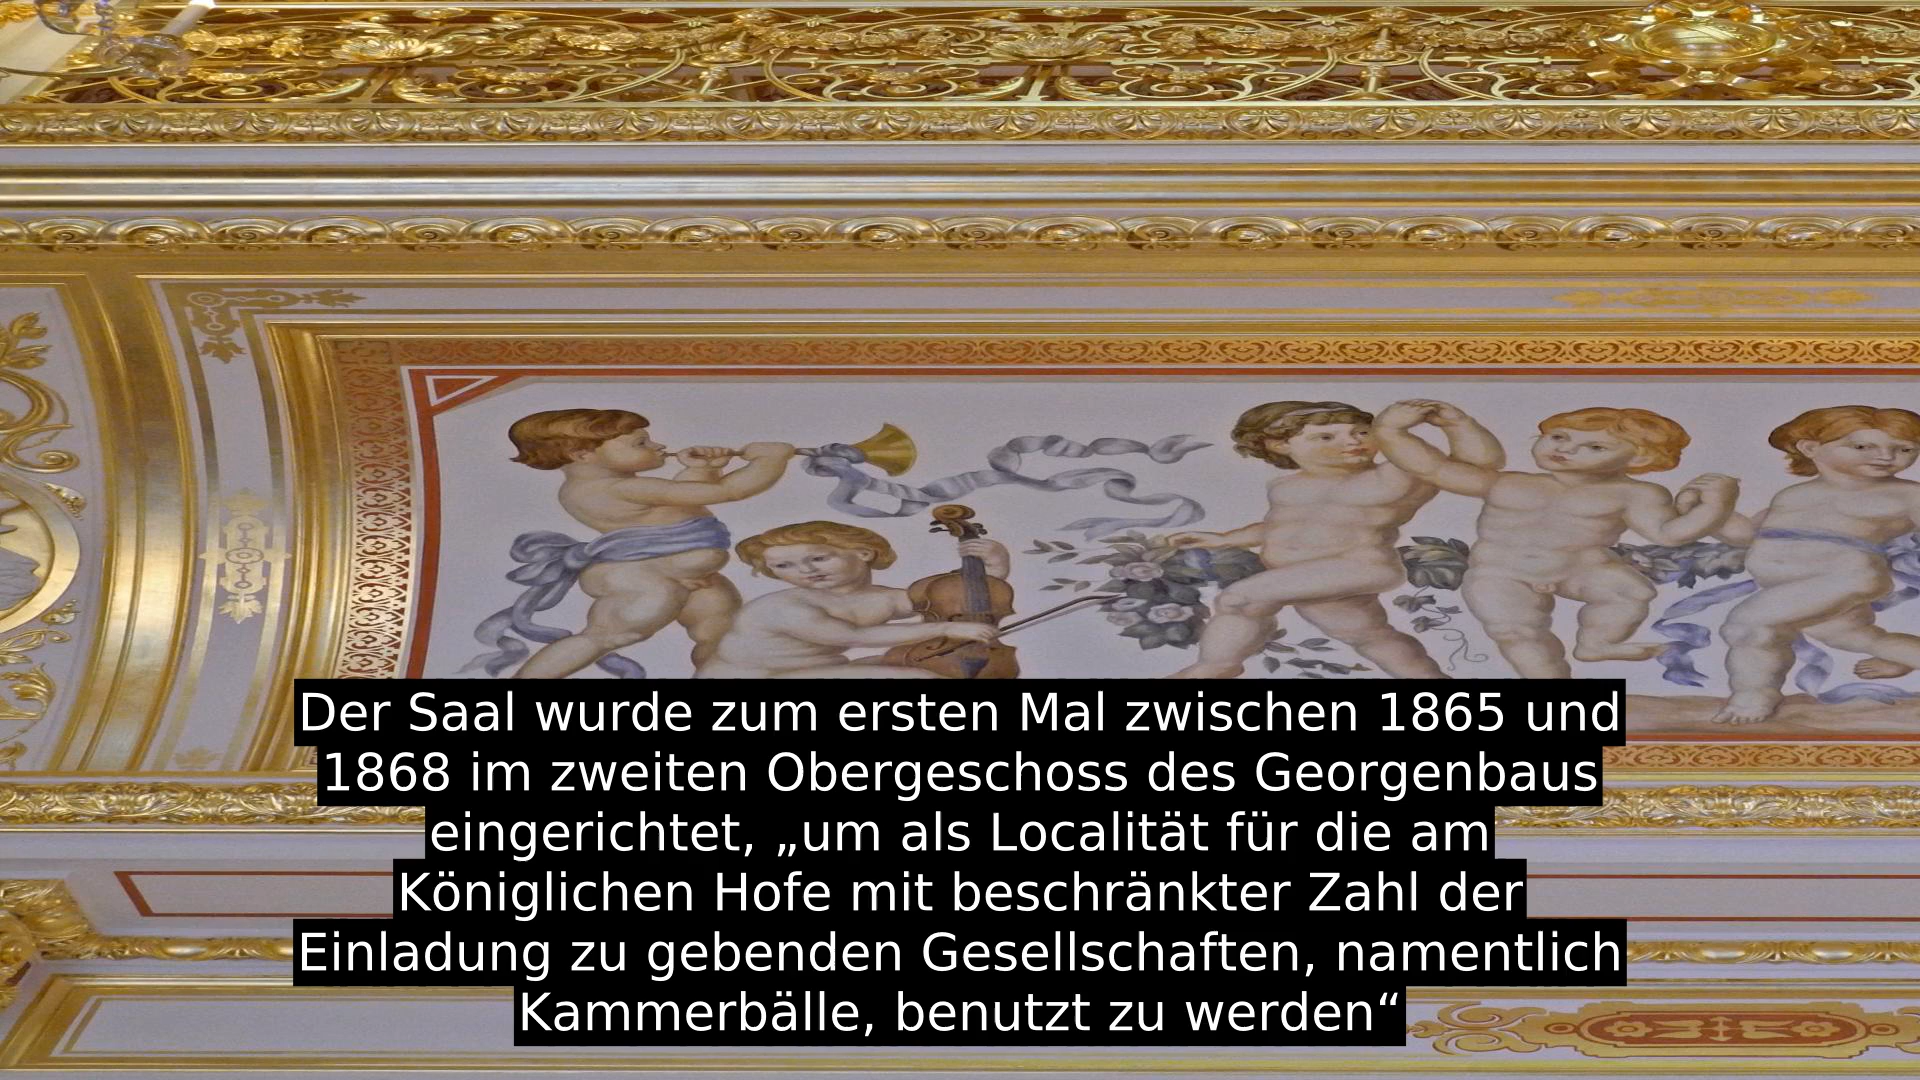 Der Saal wurde zum ersten Mal zwischen 1865 und
1868 im zweiten Obergeschoss des Georgenbaus
eingerichtet, „um als Localität für die am
Königlichen Hofe mit beschränkter Zahl der
Einladung zu gebenden Gesellschaften, namentlich
Kammerbälle, benutzt zu werden“